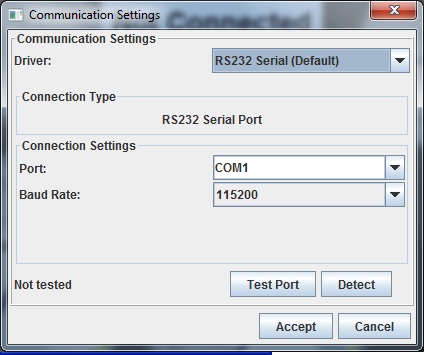 Communication Settings
Communication Settings
Driver: RS232 Serial (Default)
Connection Type
RS232 Serial Port
Connection Settings
Port: COM1
Baud Rate: 115200
Not tested Test Port Detect
Accept Cancel